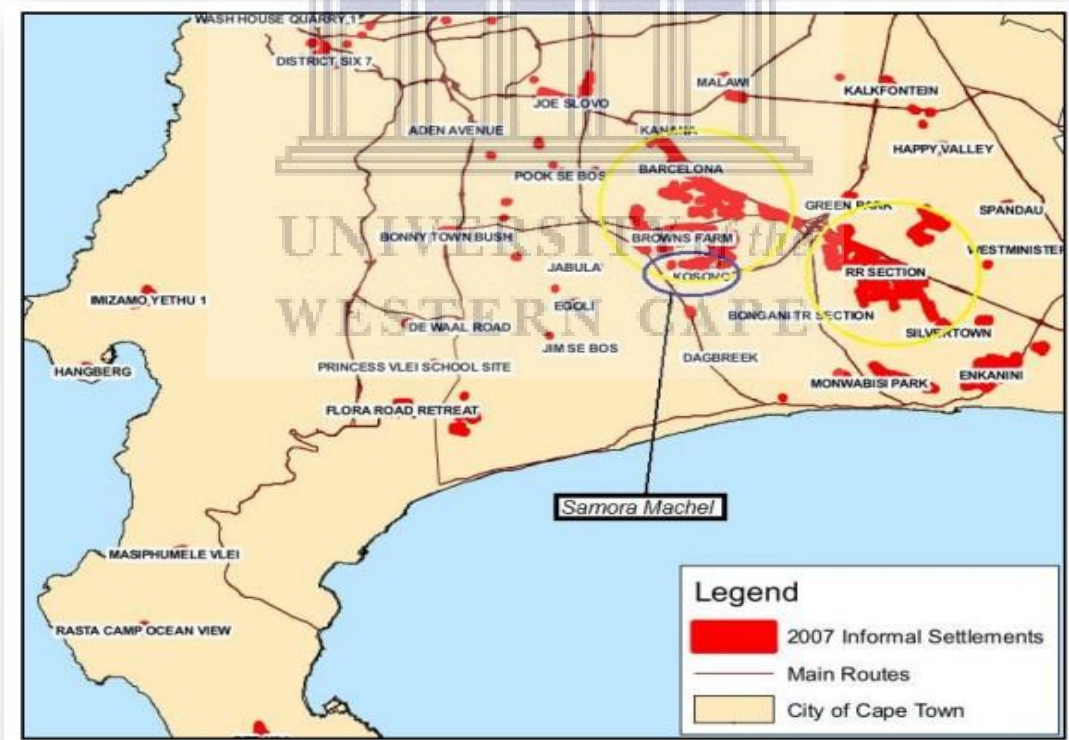 WASH HOUSE QUARRY,1
DISTRICT SIX 7
MALAWI
KALKFONTEIN
JOE SLOVO
ADEN AVENUE
KANANA
HAPPY VALLEY
BARCELONA
POOK SE BOS
GREEN PARK
SPANDAU
UNIVERSITY of the
BONNY TOWN BUSH
BROWNS FARM
WESTMINISTER
JABULA
KOSOVO
RR SECTION
IMIZAMO YETHU 1
EGOLI
WESTERN CAPE
DE WAAL ROAD
BONGANI TR SECTION
SILVERTOWN
JIM SE BOS
DAGBREEK
HANGBERG
PRINCESS VLEI SCHOOL SITE
MONWABISI PARK
ENKANINI
FLORA ROAD RETREAT
Samora Machel
MASIPHUMELE VLEI
RASTA CAMP OCEAN VIEW
Legend
2007 Informal Settlements
Main Routes
City of Cape Town